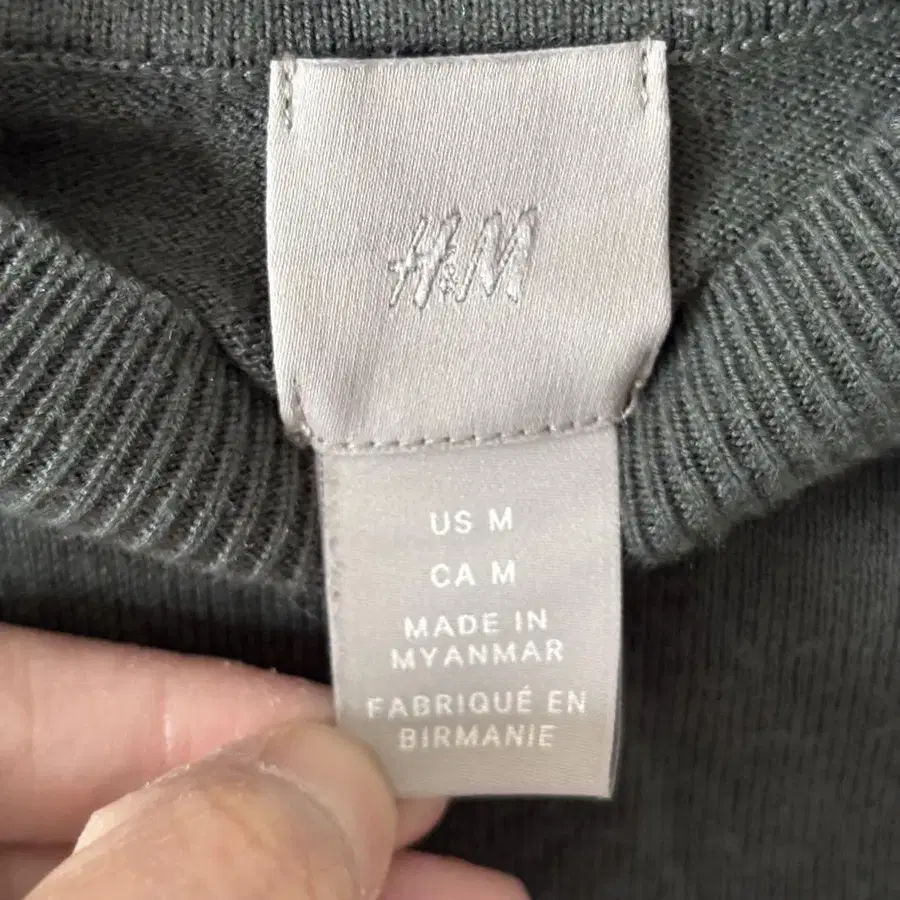 H&M
US M
CA M
MADE IN
MYANMAR
FABRIQUÉ EN
BIRMANIE